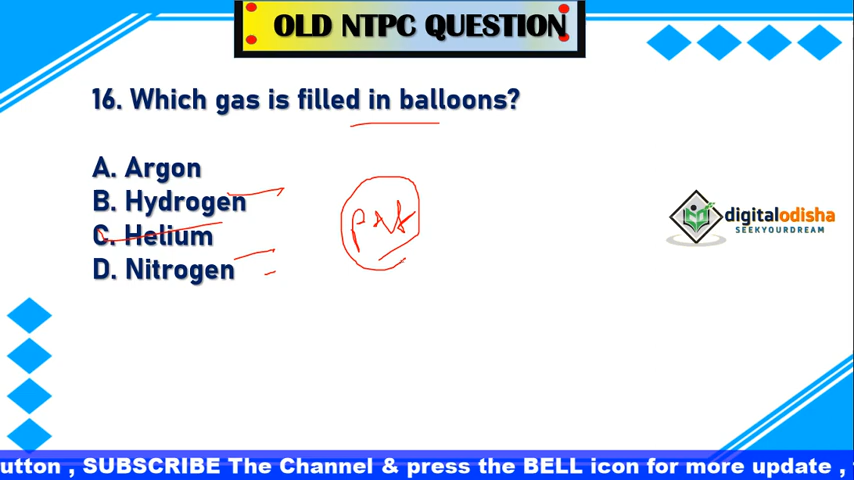 OLD NTPC QUESTION
16. Which gas is filled in balloons?
A. Argon
B. Hydrogen
C. Helium
D. Nitrogen
digitalodisha
SEEKYOURDREAM
utton , SUBSCRIBE The Channel & press the BELL icon for more update ,